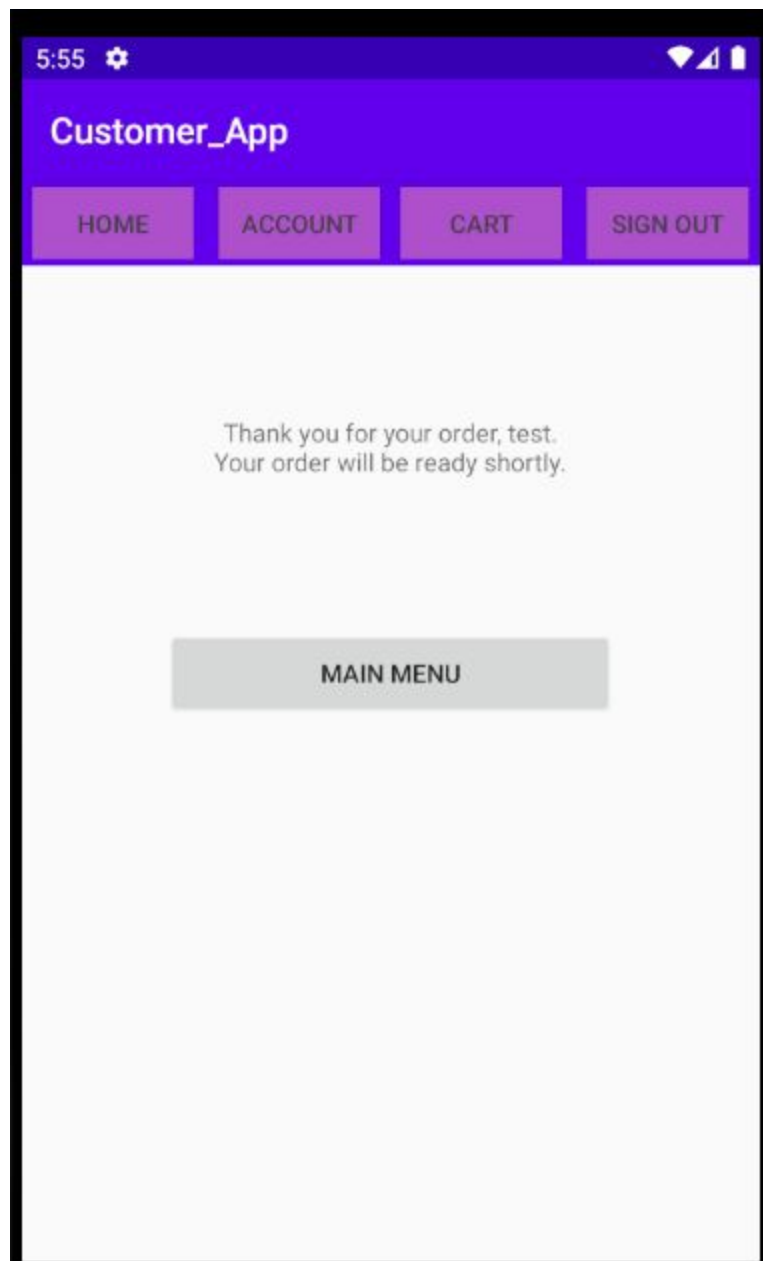 5:55
Customer_App
HOME ACCOUNT CART SIGN OUT
Thank you for your order, test.
Your order will be ready shortly.
MAIN MENU